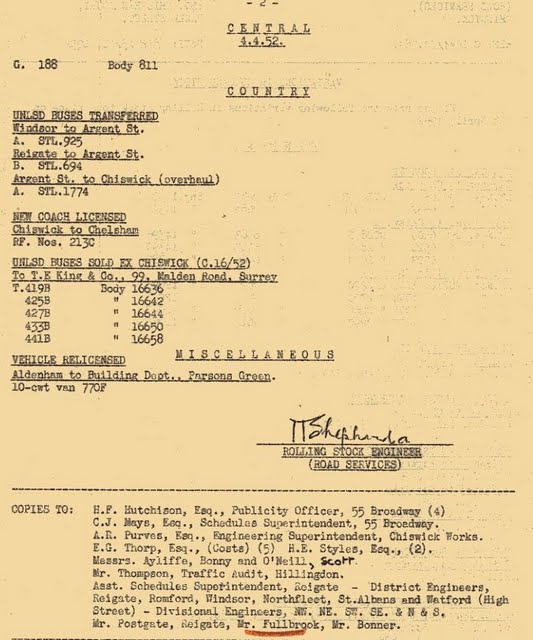 - 2 -
CENTRAL
4.4.52.
G. 188 Body 811
COUNTRY
UNLSD BUSES TRANSFERRED
Windsor to Argent St.
A. STL.925
Reigate to Argent St.
B. STL.694
Argent St. to Chiswick (overhaul)
A. STL.1774
NEW COACH LICENSED
Chiswick to Chelsham
RF. Nos. 213C
UNLSD BUSES SOLD EX CHISWICK (C.16/52)
To T.E King & Co., 99, Malden Road, Surrey
T.419B Body 16636
425B " 16642
427B " 16644
433B " 16650
441B " 16658
MISCELLANEOUS
VEHICLE RELICENSED
Aldenham to Building Dept., Parsons Green.
10-cwt van 770F
ROLLING STOCK ENGINEER
(ROAD SERVICES)
COPIES TO: H.F. Hutchison, Esq., Publicity Officer, 55 Broadway (4)
C.J. Mays, Esq., Schedules Superintendent, 55 Broadway.
A.R. Purves, Esq., Engineering Superintendent, Chiswick Works.
E.G. Thorp, Esq., (Costs) (5) H.E. Styles, Esq., (2).
Messrs. Ayliffe, Bonny and O'Neill, Scott.
Mr. Thompson, Traffic Audit, Hillingdon.
Asst. Schedules Superintendent, Reigate - District Engineers,
Reigate, Romford, Windsor, Northfleet, St.Albans and Watford (High
Street) - Divisional Engineers, NW. NE. SW. SE. & N & S.
Mr. Postgate, Reigate, Mr. Fullbrook, Mr. Bonner.